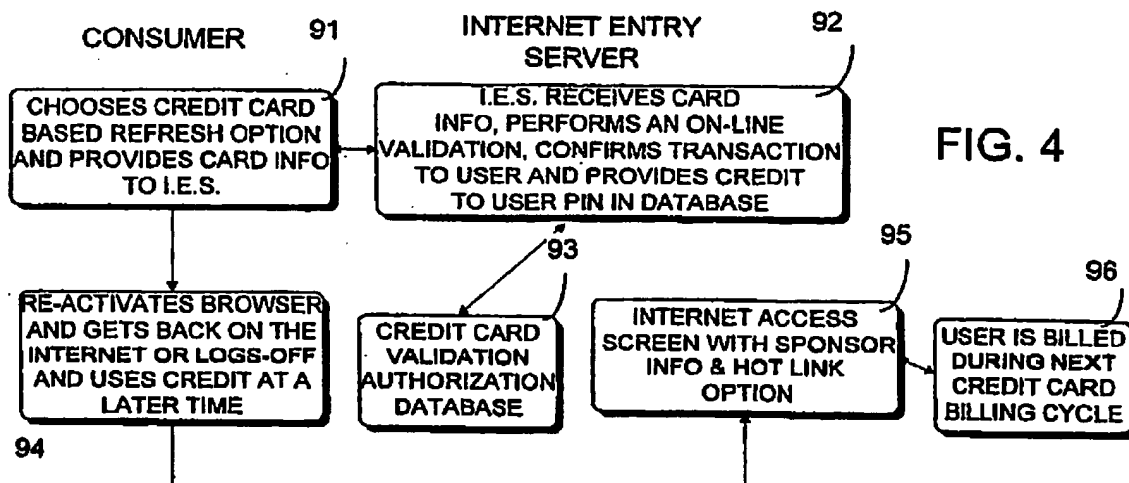 CONSUMER
91
CHOOSES CREDIT CARD
BASED REFRESH OPTION
AND PROVIDES CARD INFO
TO I.E.S.
INTERNET ENTRY
SERVER
92
I.E.S. RECEIVES CARD
INFO, PERFORMS AN ON-LINE
VALIDATION, CONFIRMS TRANSACTION
TO USER AND PROVIDES CREDIT
TO USER PIN IN DATABASE
FIG. 4
RE-ACTIVATES BROWSER
AND GETS BACK ON THE
INTERNET OR LOGS-OFF
AND USES CREDIT AT A
LATER TIME
94
93
CREDIT CARD
VALIDATION
AUTHORIZATION
DATABASE
95
INTERNET ACCESS
SCREEN WITH SPONSOR
INFO & HOT LINK
OPTION
96
USER IS BILLED
DURING NEXT
CREDIT CARD
BILLING CYCLE